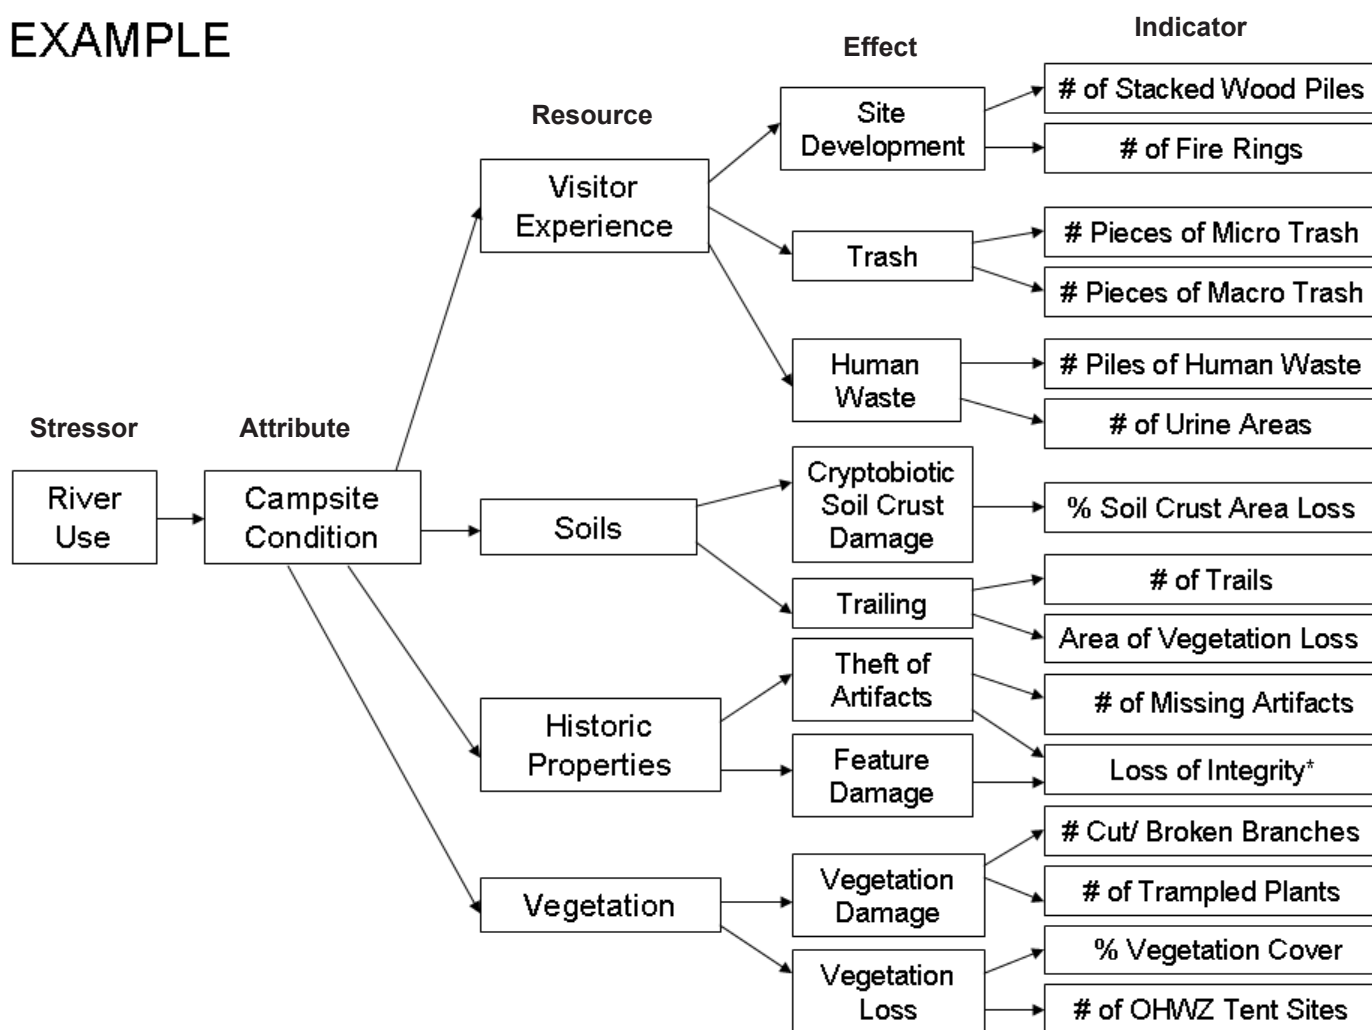 EXAMPLE
Stressor
Attribute
Resource
Effect
Indicator
River
Use
Campsite
Condition
Visitor
Experience
Site
Development
# of Stacked Wood Piles
# of Fire Rings
Trash
# Pieces of Micro Trash
# Pieces of Macro Trash
Human
Waste
# Piles of Human Waste
# of Urine Areas
Soils
Cryptobiotic
Soil Crust
Damage
% Soil Crust Area Loss
Trailing
# of Trails
Area of Vegetation Loss
Historic
Properties
Theft of
Artifacts
# of Missing Artifacts
Loss of Integrity*
Feature
Damage
Vegetation
Vegetation
Damage
# Cut/ Broken Branches
# of Trampled Plants
Vegetation
Loss
% Vegetation Cover
# of OHWZ Tent Sites